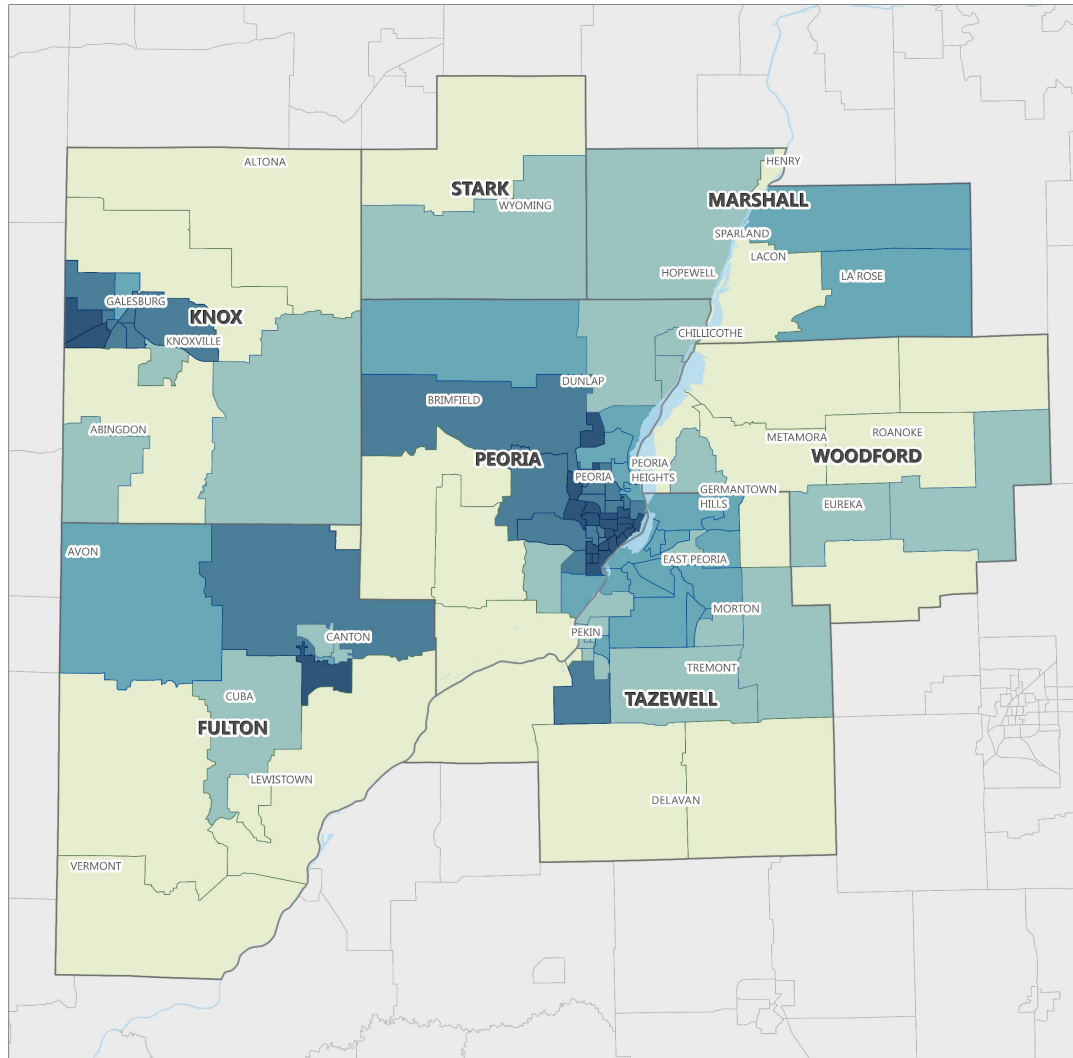 ALTONA
HENRY
STARK
MARSHALL
WYOMING
SPARLAND
LACON
HOPEWELL
LA ROSE
GALESBURG
KNOX
KNOXVILLE
CHILLICOTHE
DUNLAP
BRIMFIELD
ABINGDON
METAMORA
ROANOKE
PEORIA
WOODFORD
PEORIA
HEIGHTS
PEORIA
GERMANTOWN
HILLS
EUREKA
AVON
EAST PEORIA
MORTON
PEKIN
CANTON
TREMONT
CUBA
TAZEWELL
FULTON
LEWISTOWN
DELAVAN
VERMONT